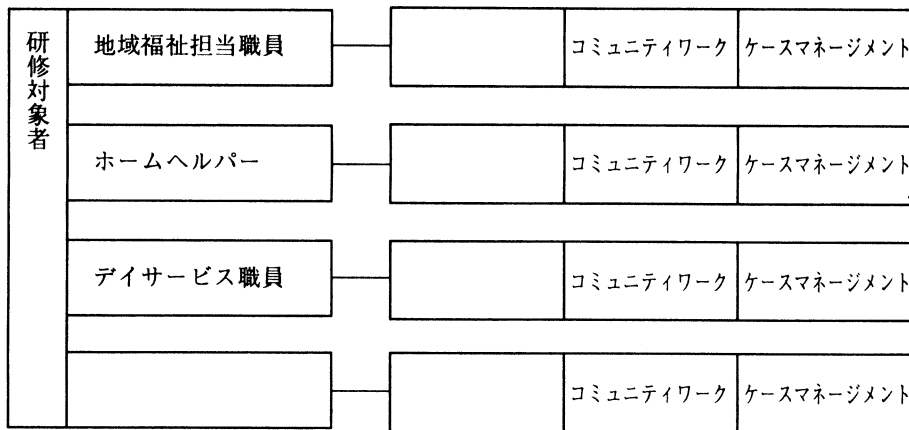 研修対象者
地域福祉担当職員 コミュニティワーク ケースマネージメント
ホームヘルパー コミュニティワーク ケースマネージメント
デイサービス職員 コミュニティワーク ケースマネージメント
コミュニティワーク ケースマネージメント